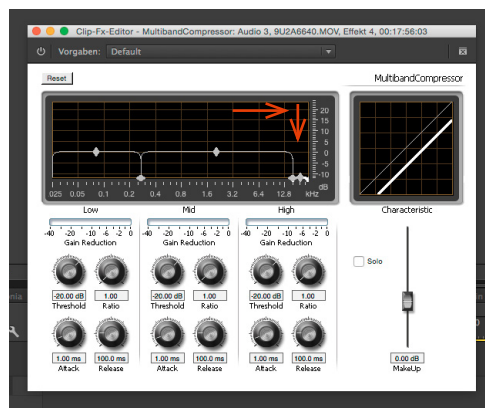 Clip-Fx-Editor - MultibandCompressor: Audio 3, 9U2A6640.MOV, Effekt 4, 00:17:56:03
Vorgaben: Default
Reset
MultibandCompressor
20
15
10
5
0
-5
-10
dB
025 0.05 0.1 0.2 0.4 0.8 1.6 3.2 6.4 12.8 kHz
Low Mid High Characteristic
-40 -20 -10 -6 -2 0 -40 -20 -10 -6 -2 0 -40 -20 -10 -6 -2 0
Gain Reduction Gain Reduction Gain Reduction
Solo
-20.00 dB 1.00 -20.00 dB 1.00 -20.00 dB 1.00
Threshold Ratio Threshold Ratio Threshold Ratio
1.00 ms 100.0 ms 1.00 ms 100.0 ms 1.00 ms 100.0 ms 0.00 dB
Attack Release Attack Release Attack Release MakeUp